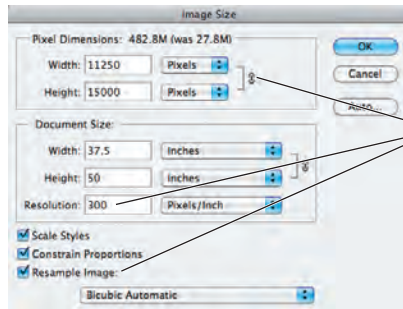 Image Size
Pixel Dimensions: 482.8M (was 27.8M)
OK
Width: 11250 Pixels
Cancel
Height: 15000 Pixels
Auto...
Document Size:
Width: 37.5 Inches
Height: 50 Inches
Resolution: 300 Pixels/Inch
Scale Styles
Constrain Proportions
Resample Image:
Bicubic Automatic